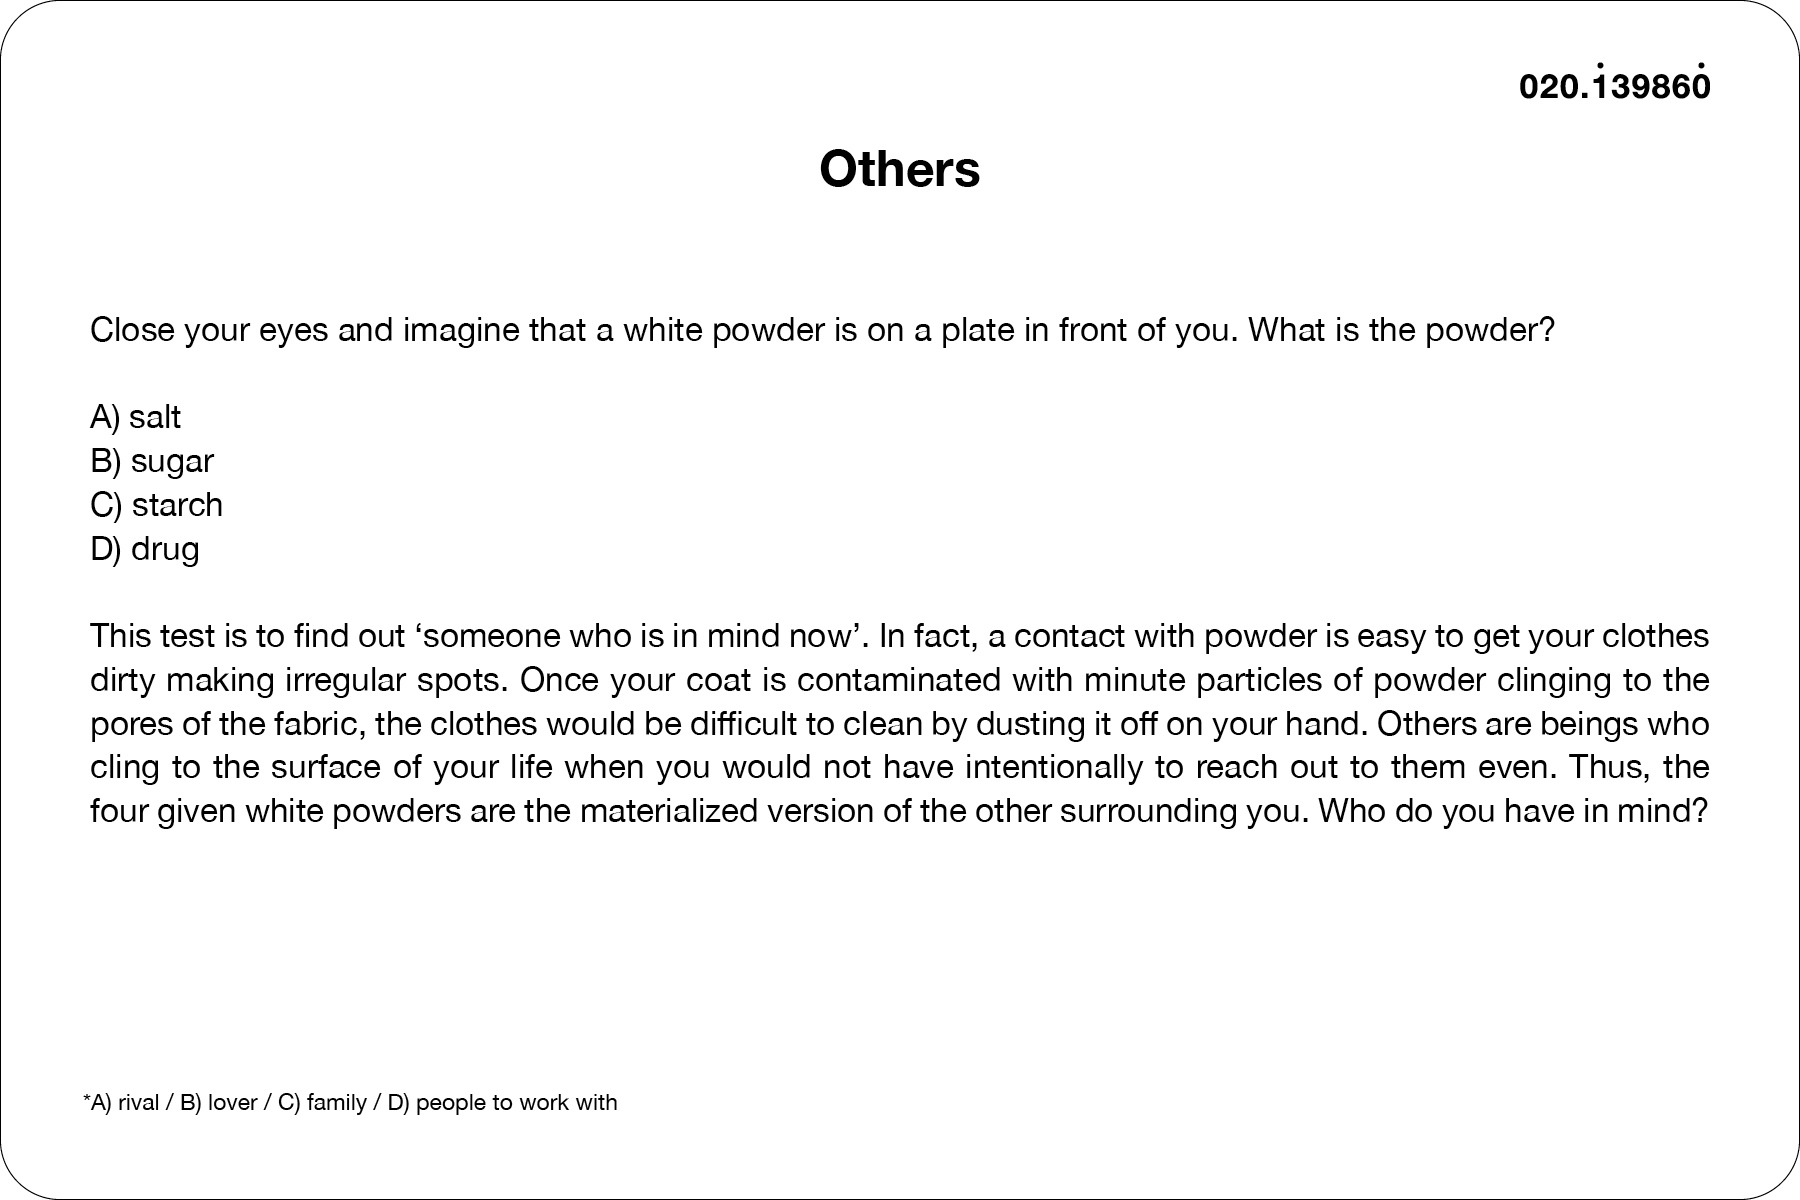 020.1̇39860̇
Others
Close your eyes and imagine that a white powder is on a plate in front of you. What is the powder?
A) salt
B) sugar
C) starch
D) drug
This test is to find out ‘someone who is in mind now’. In fact, a contact with powder is easy to get your clothes
dirty making irregular spots. Once your coat is contaminated with minute particles of powder clinging to the
pores of the fabric, the clothes would be difficult to clean by dusting it off on your hand. Others are beings who
cling to the surface of your life when you would not have intentionally to reach out to them even. Thus, the
four given white powders are the materialized version of the other surrounding you. Who do you have in mind?
*A) rival / B) lover / C) family / D) people to work with